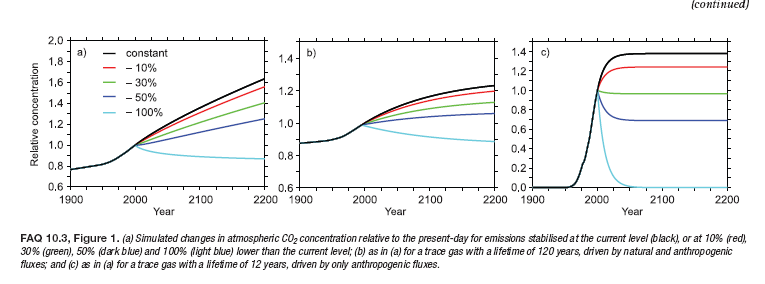 (continued)
a)
constant
– 10%
– 30%
– 50%
– 100%
2.0
1.8
1.6
1.4
1.2
1.0
0.8
0.6
Relative concentration
1900 2000 2100 2200
Year
b)
1.4
1.2
1.0
0.8
0.6
1900 2000 2100 2200
Year
c)
1.4
1.2
1.0
0.8
0.6
0.4
0.2
0.0
1900 2000 2100 2200
Year
FAQ 10.3, Figure 1. (a) Simulated changes in atmospheric CO₂ concentration relative to the present-day for emissions stabilised at the current level (black), or at 10% (red),
30% (green), 50% (dark blue) and 100% (light blue) lower than the current level; (b) as in (a) for a trace gas with a lifetime of 120 years, driven by natural and anthropogenic
fluxes; and (c) as in (a) for a trace gas with a lifetime of 12 years, driven by only anthropogenic fluxes.